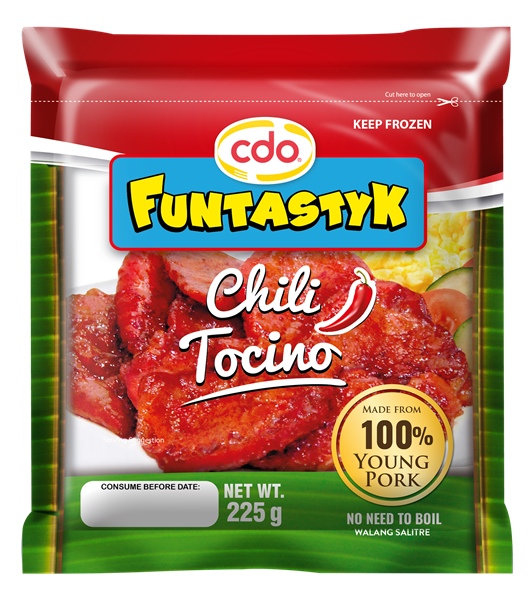 Cut here to open
KEEP FROZEN
cdo®
FUNTASTYK
Chili
Tocino
MADE FROM
100%
YOUNG
PORK
CONSUME BEFORE DATE:
NET WT.
225 g
NO NEED TO BOIL
WALANG SALITRE